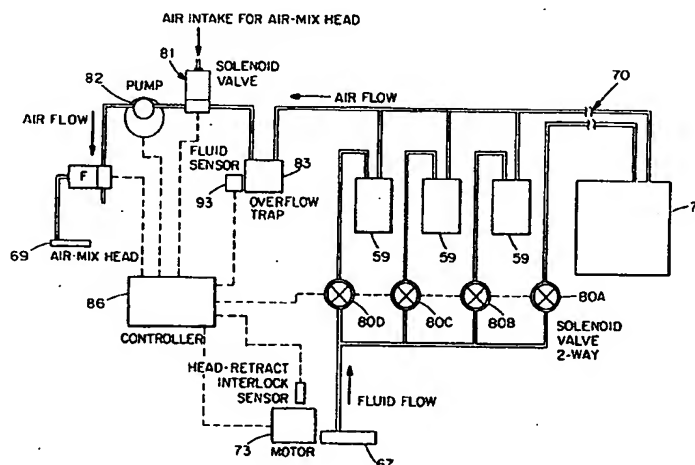 AIR INTAKE FOR AIR-MIX HEAD
81
SOLENOID
VALVE
82
PUMP
70
AIR FLOW
AIR FLOW
FLUID
SENSOR
93
83
OVERFLOW
TRAP
F
59
59
59
69
AIR-MIX HEAD
86
CONTROLLER
80D
80C
80B
80A
SOLENOID
VALVE
2-WAY
HEAD-RETRACT
INTERLOCK
SENSOR
FLUID FLOW
73
MOTOR
67